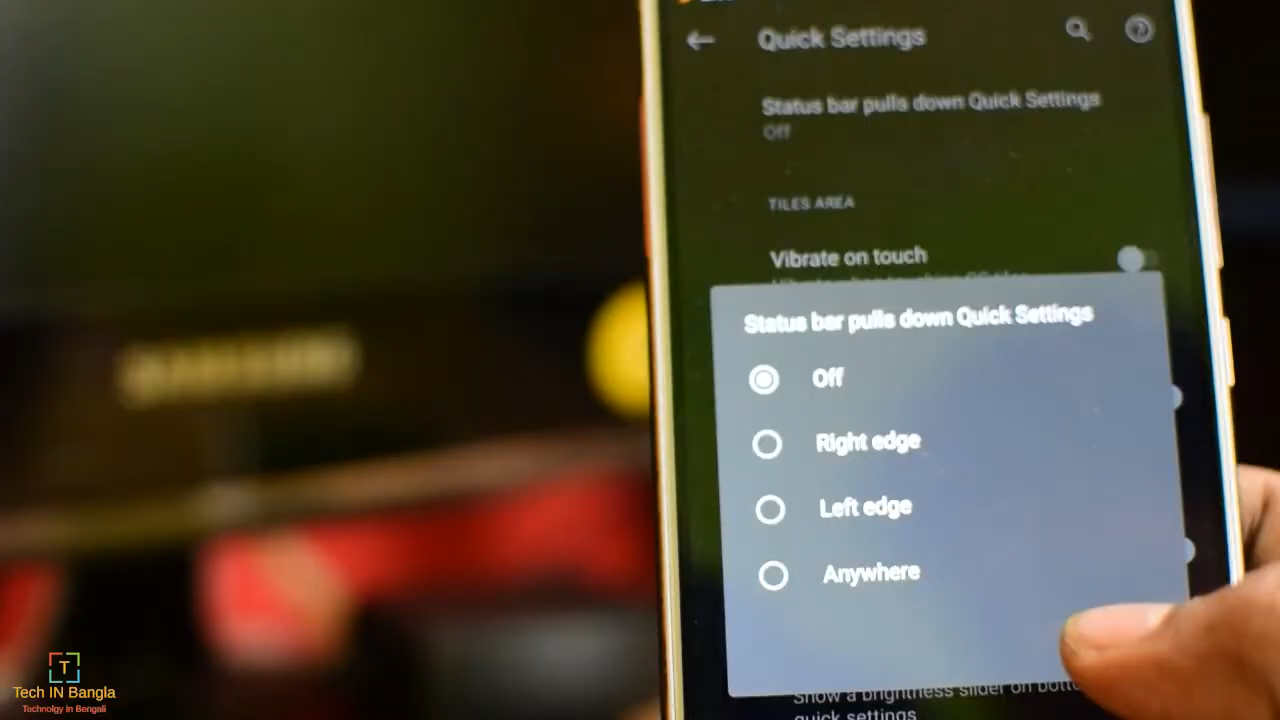 Quick Settings
Status bar pulls down Quick Settings
Off
TILES AREA
Vibrate on touch
Status bar pulls down Quick Settings
Off
Right edge
Left edge
Anywhere
Show a brightness slider on
quick settings
T
Tech IN Bangla
Technolgy in Bengali